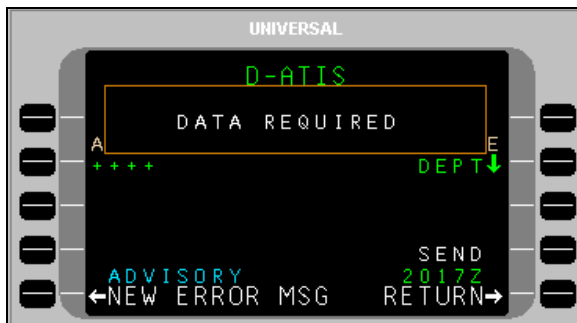 UNIVERSAL
D-ATIS
DATA REQUIRED
A E
++++ DEPT↓
SEND
ADVISORY 2017Z
←NEW ERROR MSG RETURN→